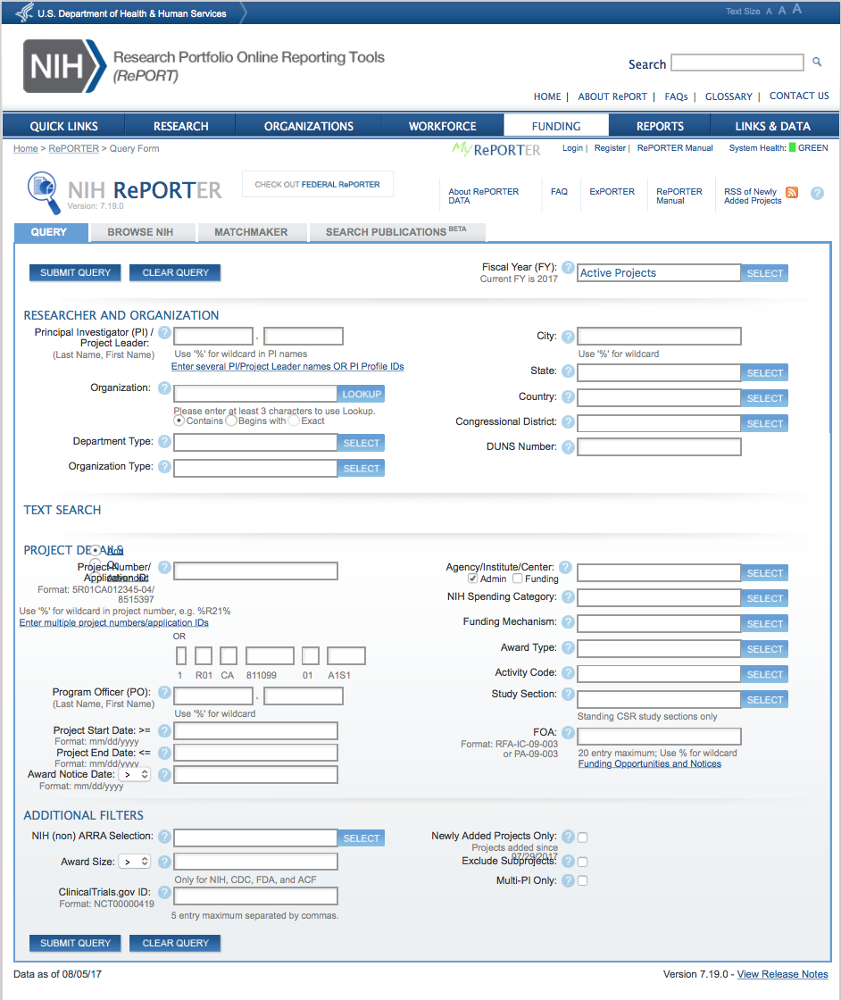 U.S. Department of Health & Human Services
Text Size A A A
NIH
Research Portfolio Online Reporting Tools
(RePORT)
Search
HOME | ABOUT RePORT | FAQs | GLOSSARY | CONTACT US
QUICK LINKS RESEARCH ORGANIZATIONS WORKFORCE FUNDING REPORTS LINKS & DATA
Home > RePORTER > Query Form
My RePORTER
Login | Register | RePORTER Manual System Health: GREEN
NIH RePORTER
Version: 7.19.0
CHECK OUT FEDERAL RePORTER
About RePORTER DATA
FAQ
ExPORTER
RePORTER Manual
RSS of Newly Added Projects
?
QUERY BROWSE NIH MATCHMAKER SEARCH PUBLICATIONS BETA
SUBMIT QUERY CLEAR QUERY
Fiscal Year (FY): ? Active Projects SELECT
Current FY is 2017
RESEARCHER AND ORGANIZATION
Principal Investigator (PI) / ?
Project Leader: ,
(Last Name, First Name) Use '%' for wildcard in PI names
Enter several PI/Project Leader names OR PI Profile IDs
Organization: ? LOOKUP
Please enter at least 3 characters to use Lookup.
Contains Begins with Exact
Department Type: ? SELECT
Organization Type: ? SELECT
City: ?
Use '%' for wildcard
State: ? SELECT
Country: ? SELECT
Congressional District: ? SELECT
DUNS Number: ?
TEXT SEARCH
PROJECT DETAILS
And
Or
Advanced
Project Number/ ?
Application ID:
Format: 5R01CA012345-04/
8515397
Use '%' for wildcard in project number, e.g. %R21%
Enter multiple project numbers/application IDs
OR
1 R01 CA 811099 01 A1S1
Program Officer (PO): ? ,
(Last Name, First Name)
Use '%' for wildcard
Project Start Date: >= ?
Format: mm/dd/yyyy
Project End Date: <= ?
Format: mm/dd/yyyy
Award Notice Date: > ?
Format: mm/dd/yyyy
Agency/Institute/Center: ? SELECT
Admin Funding
NIH Spending Category: ? SELECT
Funding Mechanism: ? SELECT
Award Type: ? SELECT
Activity Code: ? SELECT
Study Section: ? SELECT
Standing CSR study sections only
FOA: ?
Format: RFA-IC-09-003
or PA-09-003
20 entry maximum; Use % for wildcard
Funding Opportunities and Notices
ADDITIONAL FILTERS
NIH (non) ARRA Selection: ? SELECT
Award Size: > ?
Only for NIH, CDC, FDA, and ACF
ClinicalTrials.gov ID: ?
Format: NCT00000419
5 entry maximum separated by commas.
Newly Added Projects Only: ?
Projects added since
07/29/2017
Exclude Subprojects: ?
Multi-PI Only: ?
SUBMIT QUERY CLEAR QUERY
Data as of 08/05/17
Version 7.19.0 - View Release Notes